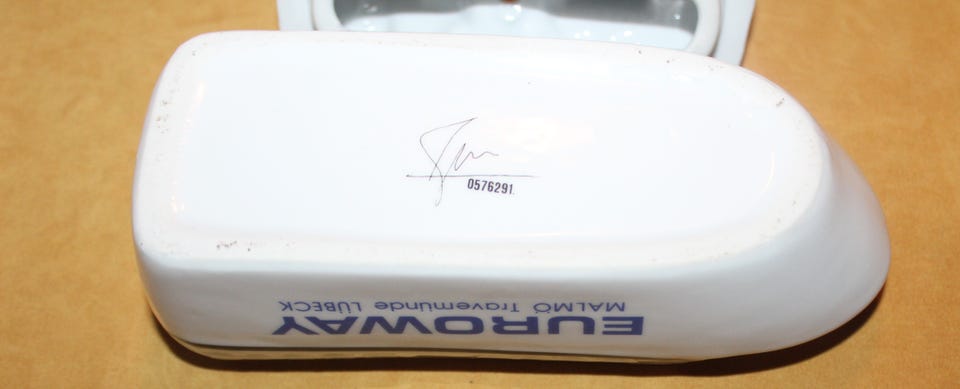 0576291
EUROWAY
MALMÖ Travemünde LÜBECK